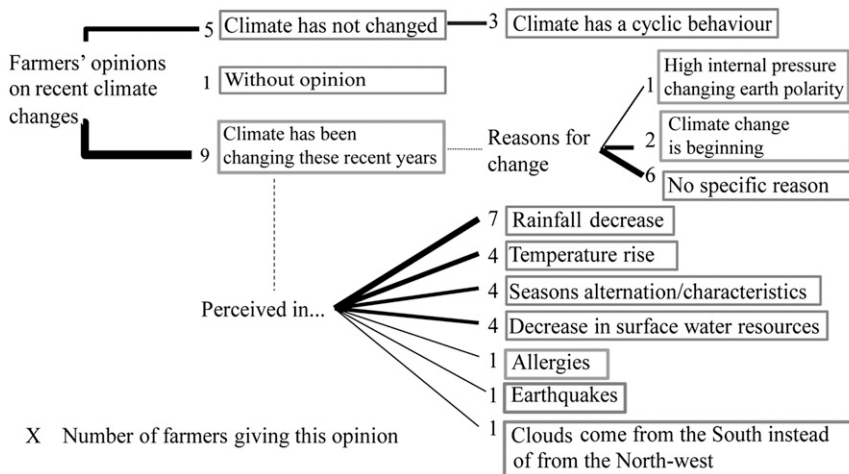 5 Climate has not changed
3 Climate has a cyclic behaviour
Farmers' opinions
on recent climate
changes
1 Without opinion
9 Climate has been
changing these recent years
Reasons for
change
1 High internal pressure
changing earth polarity
2 Climate change
is beginning
6 No specific reason
Perceived in...
7 Rainfall decrease
4 Temperature rise
4 Seasons alternation/characteristics
4 Decrease in surface water resources
1 Allergies
1 Earthquakes
1 Clouds come from the South instead
of from the North-west
X Number of farmers giving this opinion